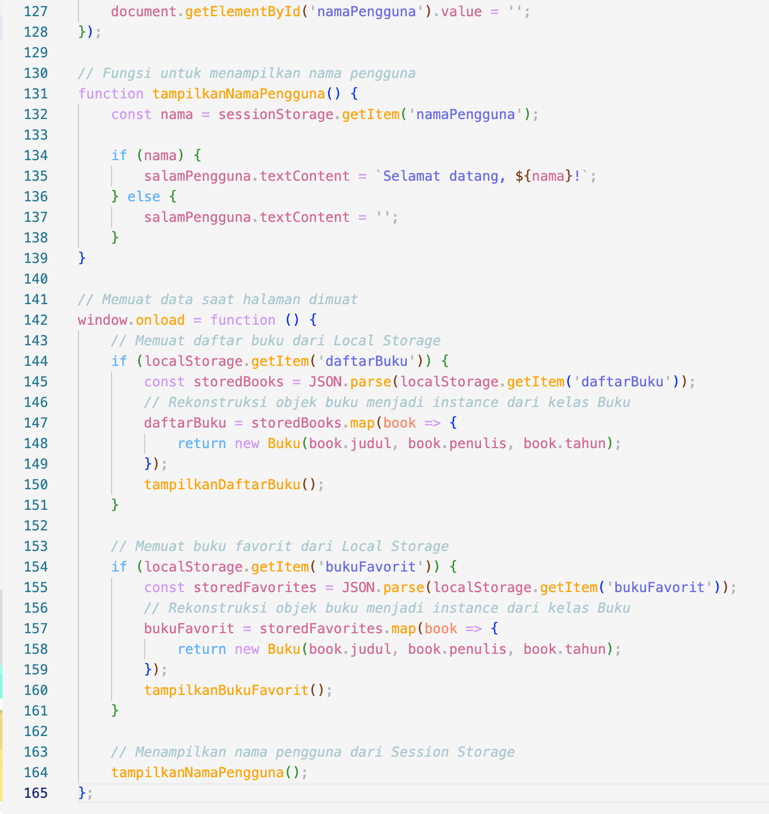 127 document.getElementById('namaPengguna').value = '';
128 });
129
130 // Fungsi untuk menampilkan nama pengguna
131 function tampilkanNamaPengguna() {
132 const nama = sessionStorage.getItem('namaPengguna');
133
134 if (nama) {
135 salamPengguna.textContent = `Selamat datang, ${nama}!`;
136 } else {
137 salamPengguna.textContent = '';
138 }
139 }
140
141 // Memuat data saat halaman dimuat
142 window.onload = function () {
143 // Memuat daftar buku dari Local Storage
144 if (localStorage.getItem('daftarBuku')) {
145 const storedBooks = JSON.parse(localStorage.getItem('daftarBuku'));
146 // Rekonstruksi objek buku menjadi instance dari kelas Buku
147 daftarBuku = storedBooks.map(book => {
148 return new Buku(book.judul, book.penulis, book.tahun);
149 });
150 tampilkanDaftarBuku();
151 }
152
153 // Memuat buku favorit dari Local Storage
154 if (localStorage.getItem('bukuFavorit')) {
155 const storedFavorites = JSON.parse(localStorage.getItem('bukuFavorit'));
156 // Rekonstruksi objek buku menjadi instance dari kelas Buku
157 bukuFavorit = storedFavorites.map(book => {
158 return new Buku(book.judul, book.penulis, book.tahun);
159 });
160 tampilkanBukuFavorit();
161 }
162
163 // Menampilkan nama pengguna dari Session Storage
164 tampilkanNamaPengguna();
165 };